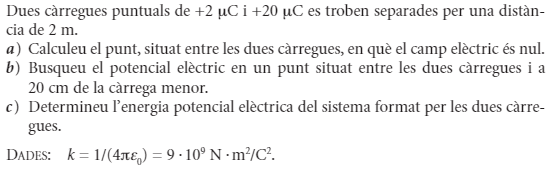 Dues càrregues puntuals de +2 µC i +20 µC es troben separades per una distàn-
cia de 2 m.
a) Calculeu el punt, situat entre les dues càrregues, en què el camp elèctric és nul.
b) Busqueu el potencial elèctric en un punt situat entre les dues càrregues i a
20 cm de la càrrega menor.
c) Determineu l’energia potencial elèctrica del sistema format per les dues càrre-
gues.
DADES: k = 1/(4πε₀) = 9 · 10⁹ N · m²/C².